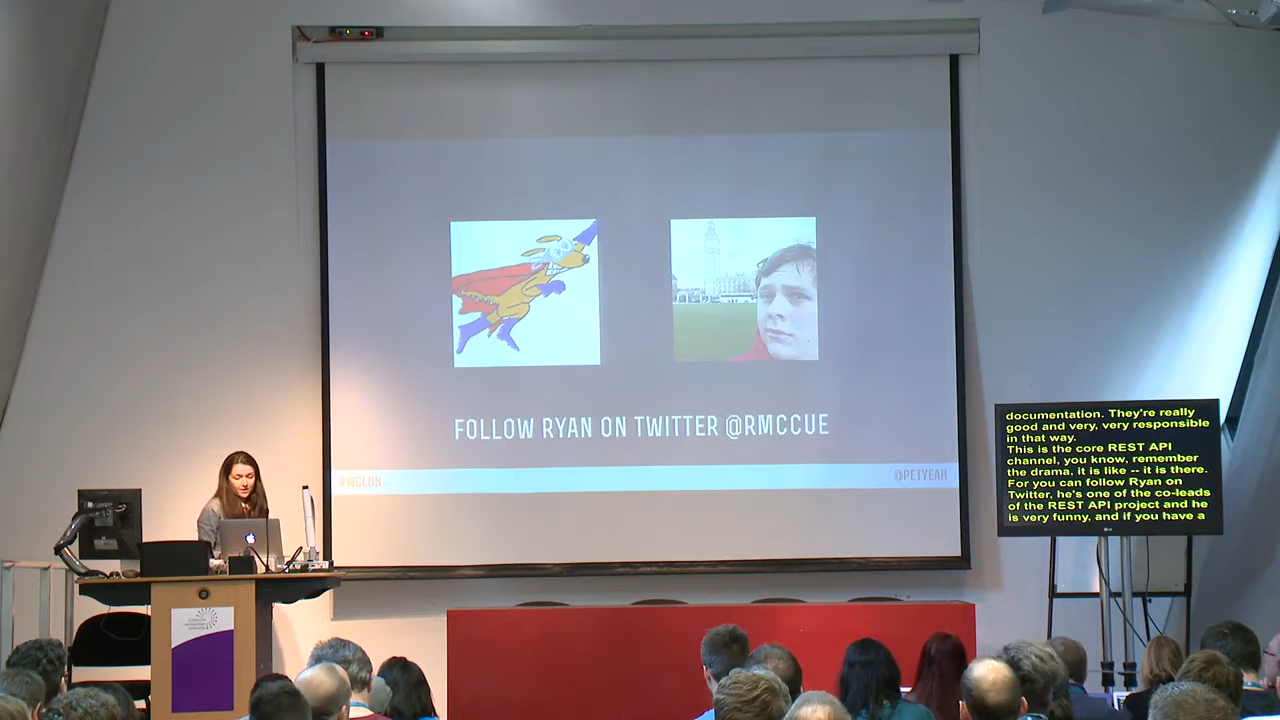 FOLLOW RYAN ON TWITTER @RMCCUE
#WCLDN
@PETYEAH
documentation. They're really
good and very, very responsible
in that way.
This is the core REST API
channel, you know, remember
the drama, it is like -- it is there.
For you can follow Ryan on
Twitter, he's one of the co-leads
of the REST API project and he
is very funny, and if you have a